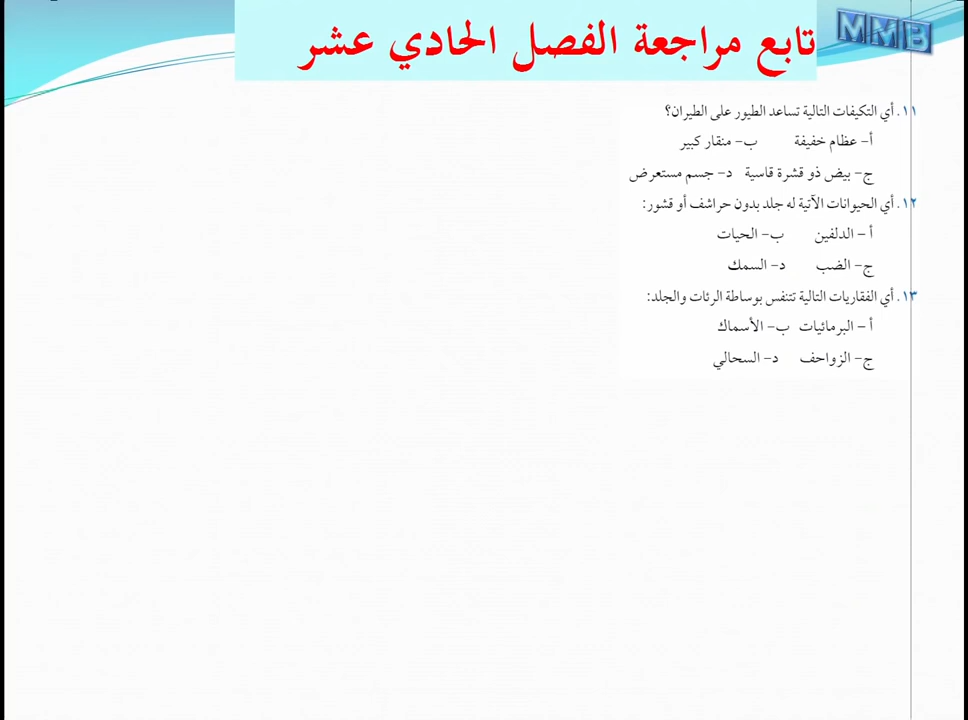 تابع مراجعة الفصل الحادي عشر
MMB
١١. أي التكيفات التالية تساعد الطيور على الطيران؟
أ- عظام خفيفة ب- منقار كبير
ج- بيض ذو قشرة قاسية د- جسم مستعرض
١٢. أي الحيوانات الآتية له جلد بدون حراشف أو قشور:
أ - الدلفين ب- الحيات
ج- الضب د- السمك
١٣. أي الفقاريات التالية تتنفس بوساطة الرئات والجلد:
أ - البرمائيات ب- الأسماك
ج- الزواحف د- السحالي